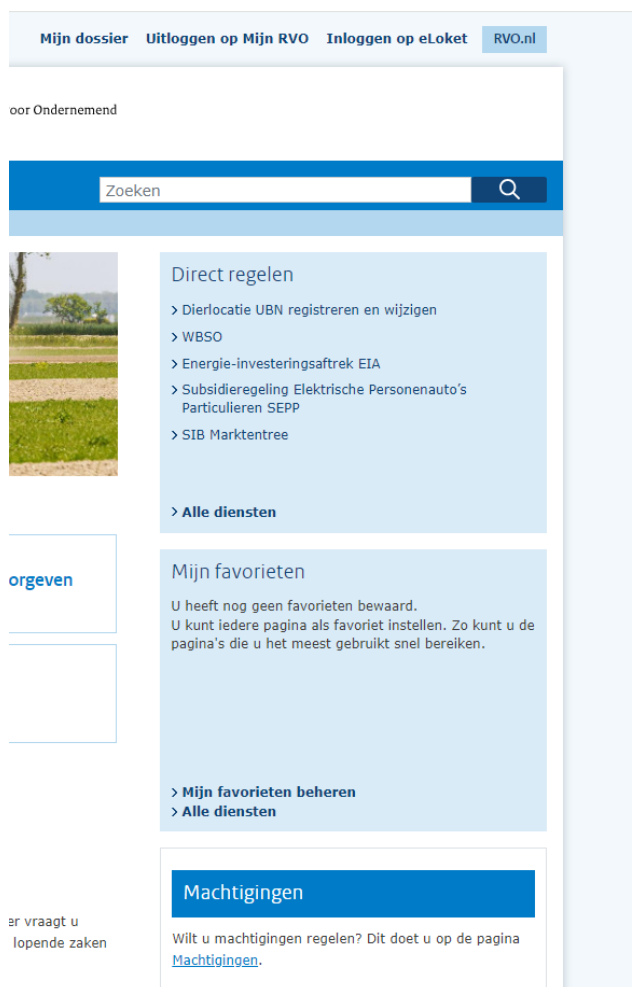 Mijn dossier Uitloggen op Mijn RVO Inloggen op eLoket RVO.nl
oor Ondernemend
Zoeken
Direct regelen
Dierlocatie UBN registreren en wijzigen
WBSO
Energie-investeringsaftrek EIA
Subsidieregeling Elektrische Personenauto’s
Particulieren SEPP
SIB Marktentree
Alle diensten
orgeven
Mijn favorieten
U heeft nog geen favorieten bewaard.
U kunt iedere pagina als favoriet instellen. Zo kunt u de
pagina's die u het meest gebruikt snel bereiken.
Mijn favorieten beheren
Alle diensten
er vraagt u
lopende zaken
Machtigingen
Wilt u machtigingen regelen? Dit doet u op de pagina
Machtigingen.